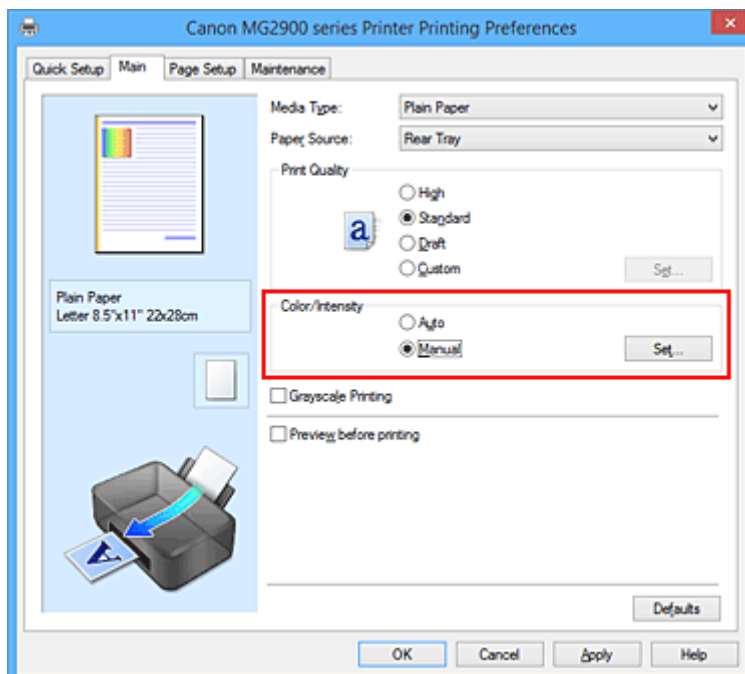 Canon MG2900 series Printer Printing Preferences
Quick Setup Main Page Setup Maintenance
Media Type: Plain Paper
Paper Source: Rear Tray
Print Quality
High
a Standard
Draft
Custom Set...
Plain Paper
Letter 8.5"x11" 22x28cm
Color/Intensity
Auto
Manual Set...
Grayscale Printing
Preview before printing
A
Defaults
OK Cancel Apply Help